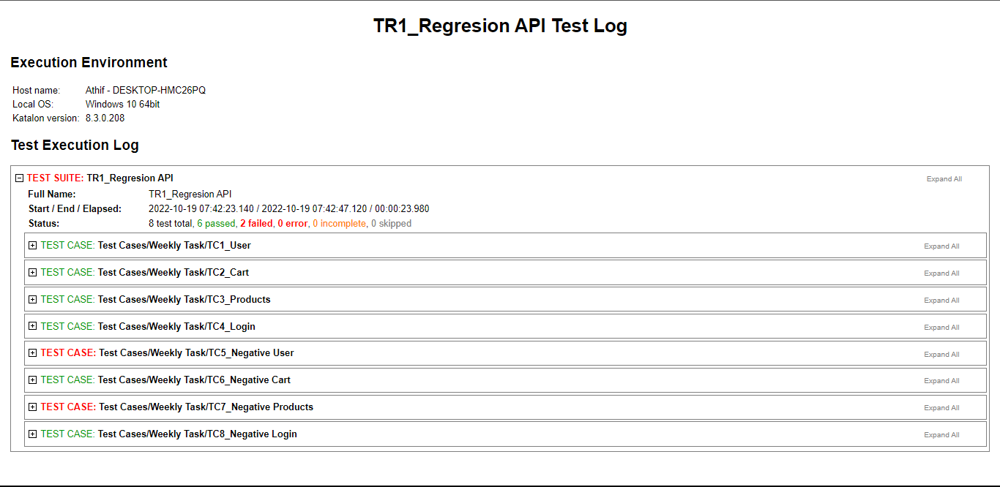 TR1_Regresion API Test Log
Execution Environment
Host name: Athif - DESKTOP-HMC26PQ
Local OS: Windows 10 64bit
Katalon version: 8.3.0.208
Test Execution Log
TEST SUITE: TR1_Regresion API Expand All
Full Name: TR1_Regresion API
Start / End / Elapsed: 2022-10-19 07:42:23.140 / 2022-10-19 07:42:47.120 / 00:00:23.980
Status: 8 test total, 6 passed, 2 failed, 0 error, 0 incomplete, 0 skipped
TEST CASE: Test Cases/Weekly Task/TC1_User Expand All
TEST CASE: Test Cases/Weekly Task/TC2_Cart Expand All
TEST CASE: Test Cases/Weekly Task/TC3_Products Expand All
TEST CASE: Test Cases/Weekly Task/TC4_Login Expand All
TEST CASE: Test Cases/Weekly Task/TC5_Negative User Expand All
TEST CASE: Test Cases/Weekly Task/TC6_Negative Cart Expand All
TEST CASE: Test Cases/Weekly Task/TC7_Negative Products Expand All
TEST CASE: Test Cases/Weekly Task/TC8_Negative Login Expand All